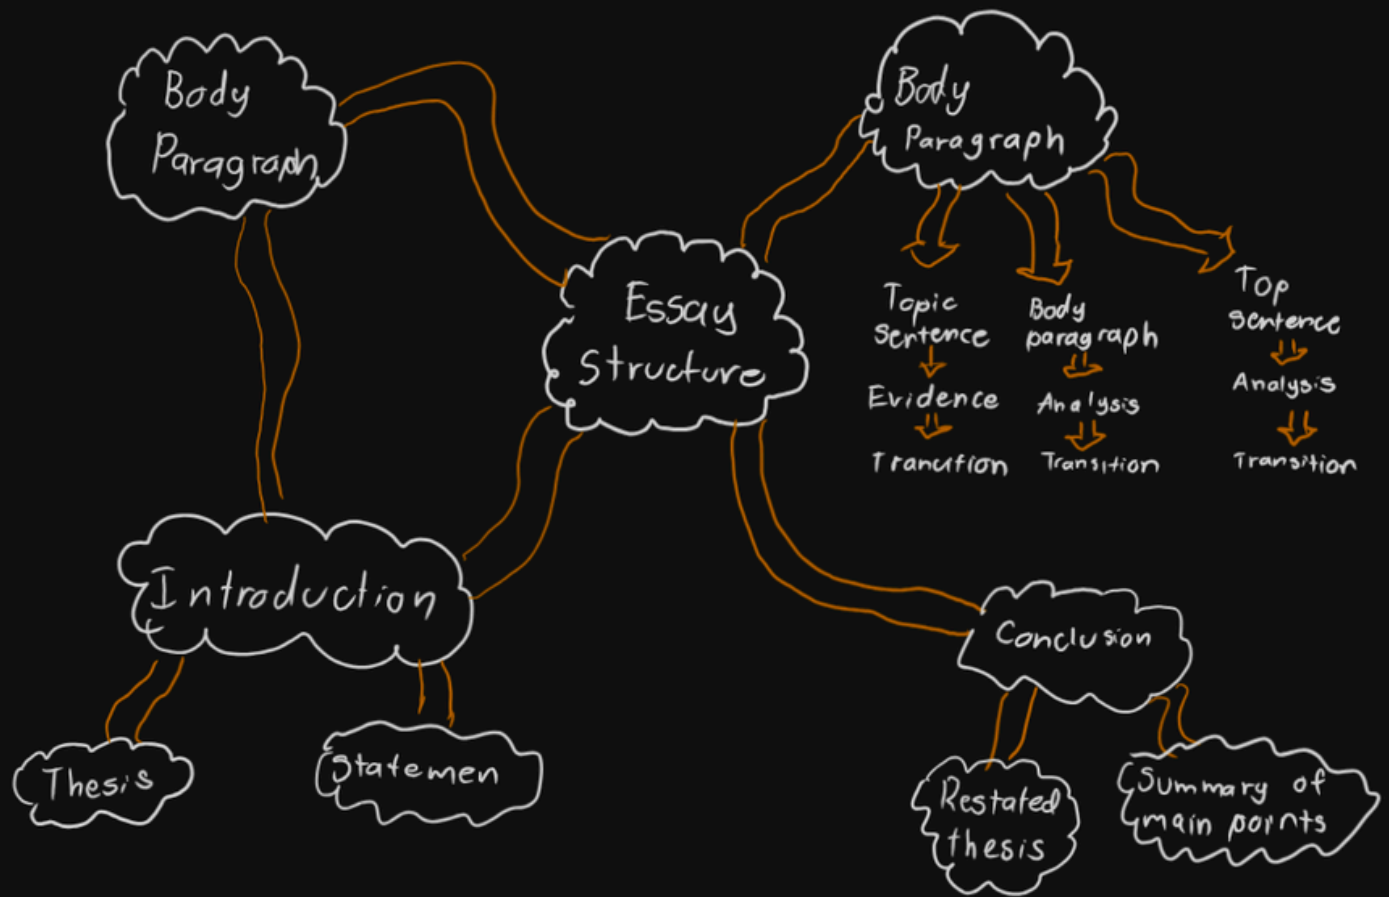 Body
Paragraph
Body
Paragraph
Essay
Structure
Topic
Sentence
Evidence
Trancition
Body
paragraph
Analysis
Transition
Top
Sentence
Analysis
Transition
Introduction
Thesis
Statemen
Conclusion
Restated
thesis
Summary of
main points